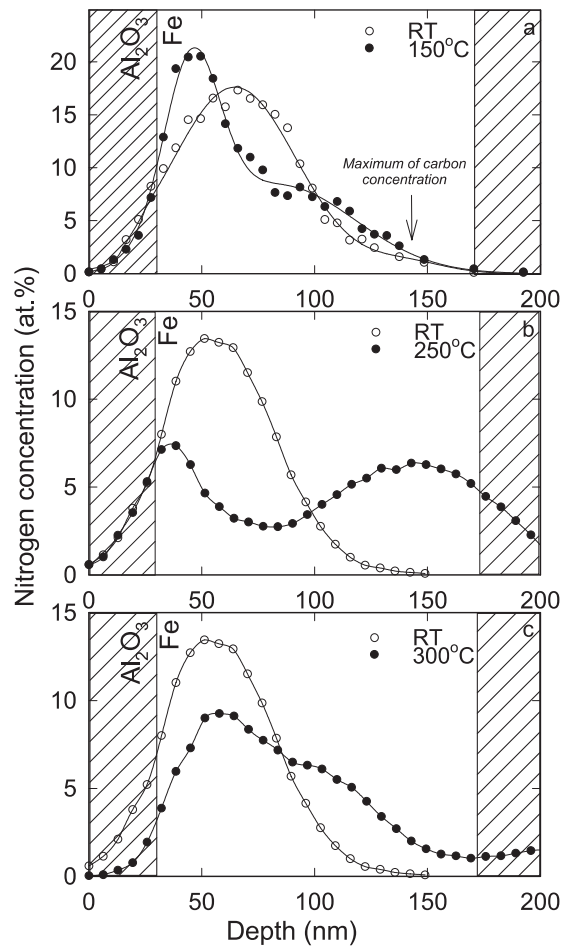 Nitrogen concentration (at.%)
Al2O3
Fe
a
RT
150°C
Maximum of carbon
concentration
20
15
10
5
0
0 50 100 150 200
Al2O3
Fe
b
RT
250°C
15
10
5
0
0 50 100 150 200
Al2O3
Fe
c
RT
300°C
15
10
5
0
0 50 100 150 200
Depth (nm)